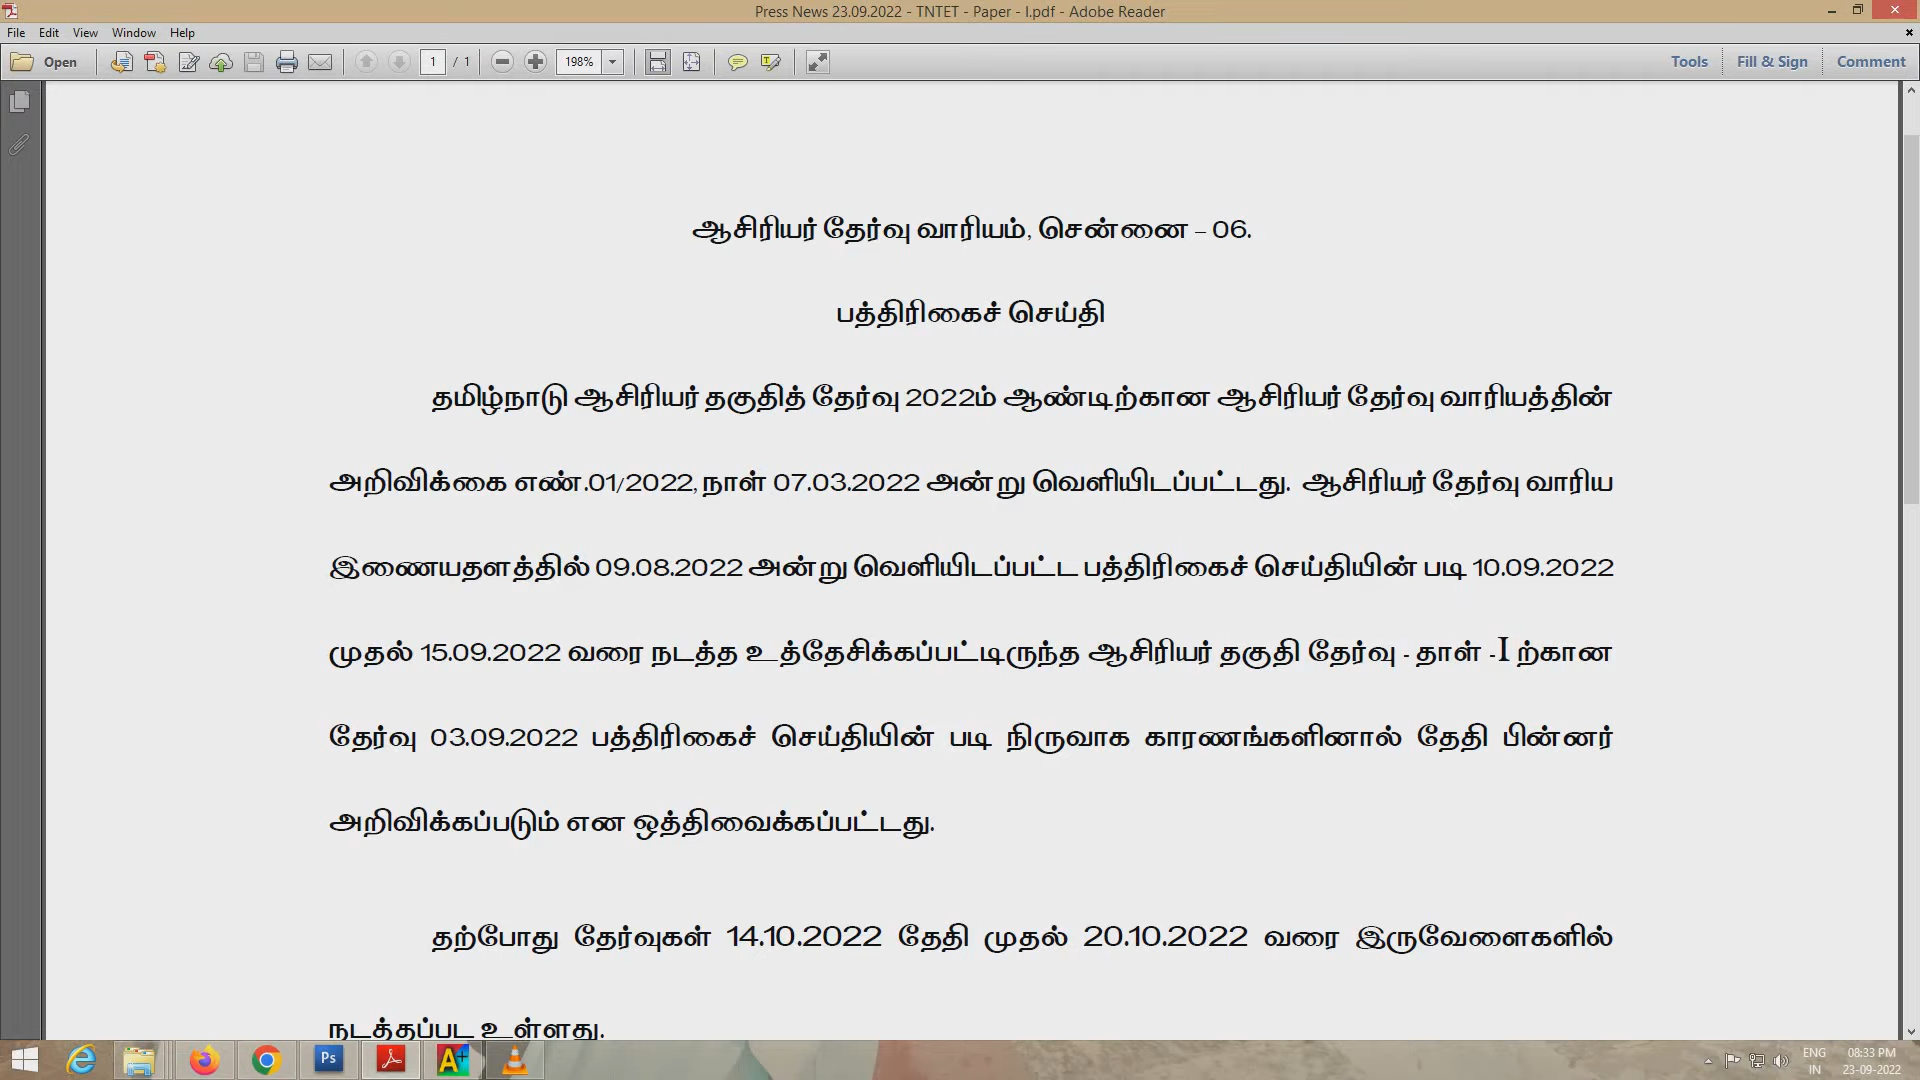 Press News 23.09.2022 - TNTET - Paper - I.pdf - Adobe Reader
File Edit View Window Help
Open 1 / 1 198% Tools Fill & Sign Comment
ஆசிரியர் தேர்வு வாரியம், சென்னை – 06.
பத்திரிகைச் செய்தி
தமிழ்நாடு ஆசிரியர் தகுதித் தேர்வு 2022ம் ஆண்டிற்கான ஆசிரியர் தேர்வு வாரியத்தின்
அறிவிக்கை எண்.01/2022, நாள் 07.03.2022 அன்று வெளியிடப்பட்டது. ஆசிரியர் தேர்வு வாரிய
இணையதளத்தில் 09.08.2022 அன்று வெளியிடப்பட்ட பத்திரிகைச் செய்தியின் படி 10.09.2022
முதல் 15.09.2022 வரை நடத்த உத்தேசிக்கப்பட்டிருந்த ஆசிரியர் தகுதி தேர்வு - தாள் -I ற்கான
தேர்வு 03.09.2022 பத்திரிகைச் செய்தியின் படி நிருவாக காரணங்களினால் தேதி பின்னர்
அறிவிக்கப்படும் என ஒத்திவைக்கப்பட்டது.
தற்போது தேர்வுகள் 14.10.2022 தேதி முதல் 20.10.2022 வரை இருவேளைகளில்
நடத்தப்பட உள்ளது.
Ps A+ ENG 08:33 PM
IN 23-09-2022